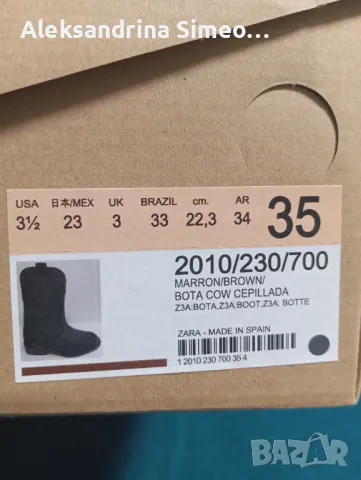 Aleksandrina Simeo...
USA 日本/MEX UK BRAZIL cm. AR
3½ 23 3 33 22,3 34 35
2010/230/700
MARRON/BROWN/
BOTA COW CEPILLADA
Z3A:BOTA,Z3A:BOOT,Z3A: BOTTE
ZARA - MADE IN SPAIN
1 2010 230 700 35 4
BAZAR
bg